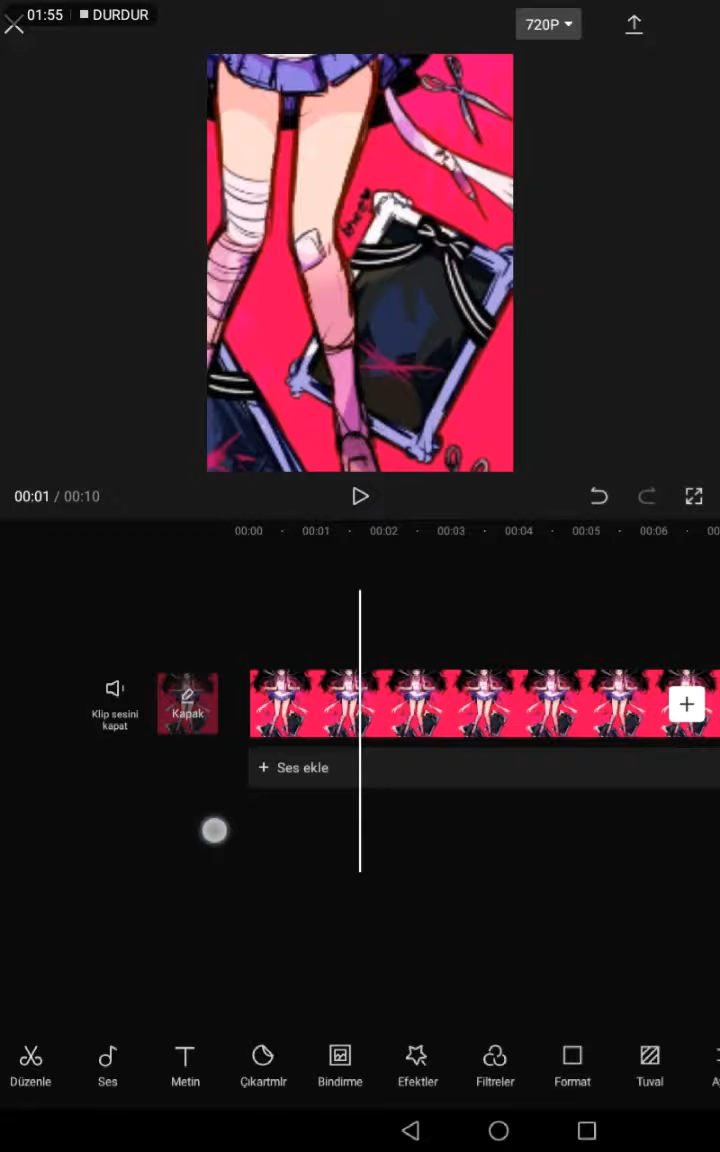 01:55 DURDUR
720P
00:01 / 00:10
00:00 00:01 00:02 00:03 00:04 00:05 00:06 00
Klip sesini
kapat
Kapak
+ Ses ekle
Düzenle Ses Metin Çıkartmlr Bindirme Efektler Filtreler Format Tuval